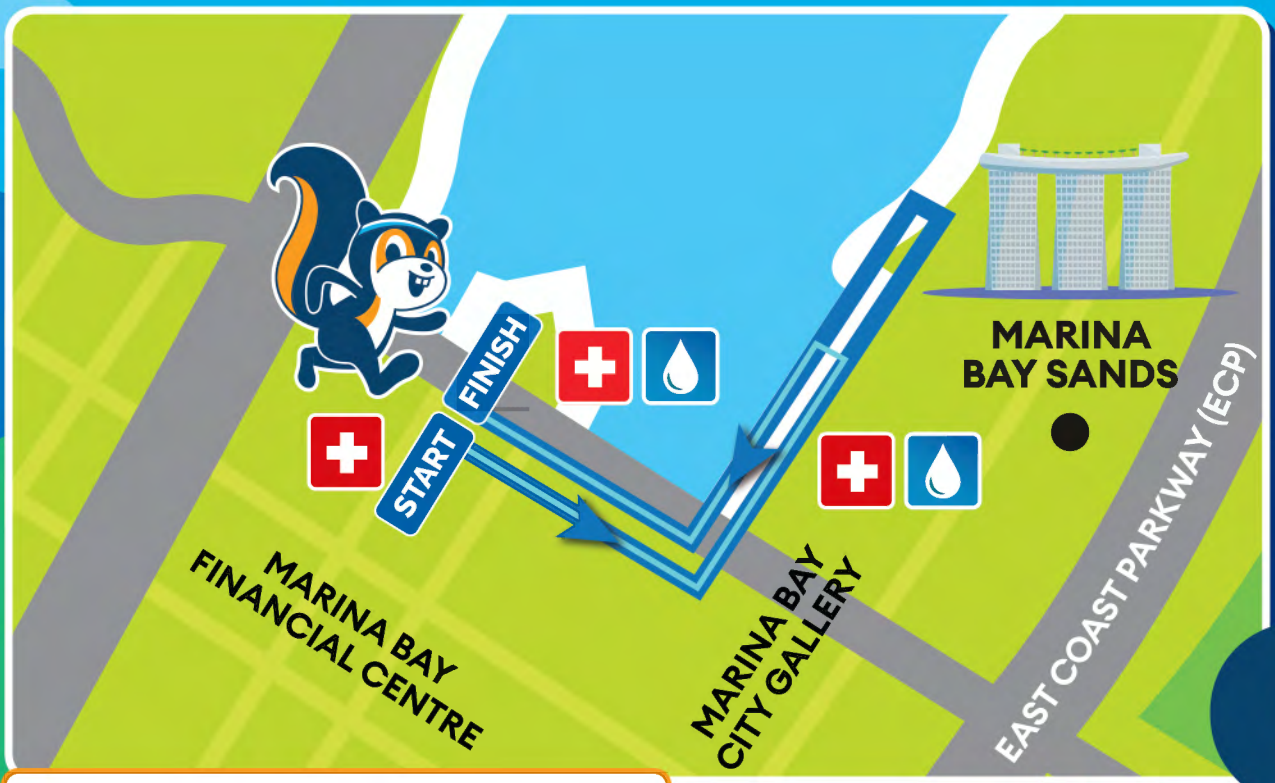 FINISH
START
MARINA
BAY SANDS
EAST COAST PARKWAY (ECP)
MARINA BAY
FINANCIAL CENTRE
MARINA BAY
CITY GALLERY